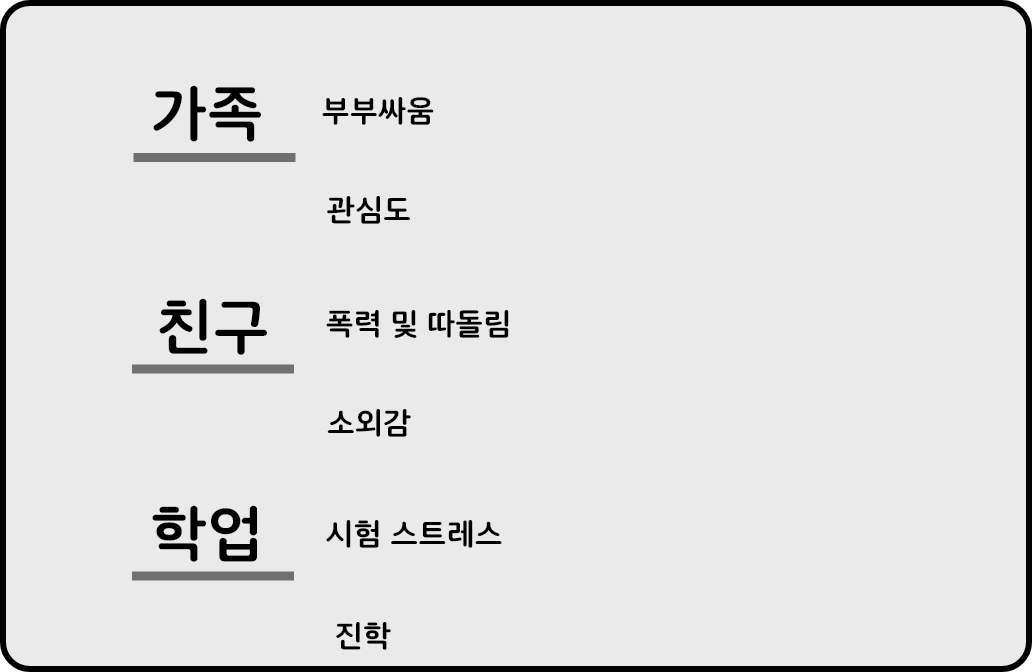 가족 부부싸움
관심도
친구 폭력 및 따돌림
소외감
학업 시험 스트레스
진학